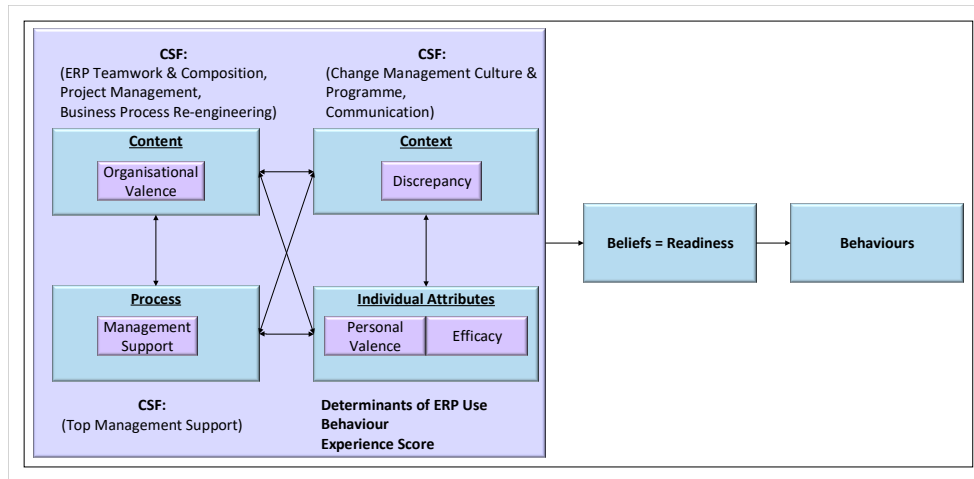 CSF:
(ERP Teamwork & Composition,
Project Management,
Business Process Re-engineering)
CSF:
(Change Management Culture &
Programme,
Communication)
Content
Organisational
Valence
Context
Discrepancy
Beliefs = Readiness
Behaviours
Process
Management
Support
Individual Attributes
Personal
Valence
Efficacy
CSF:
(Top Management Support)
Determinants of ERP Use
Behaviour
Experience Score